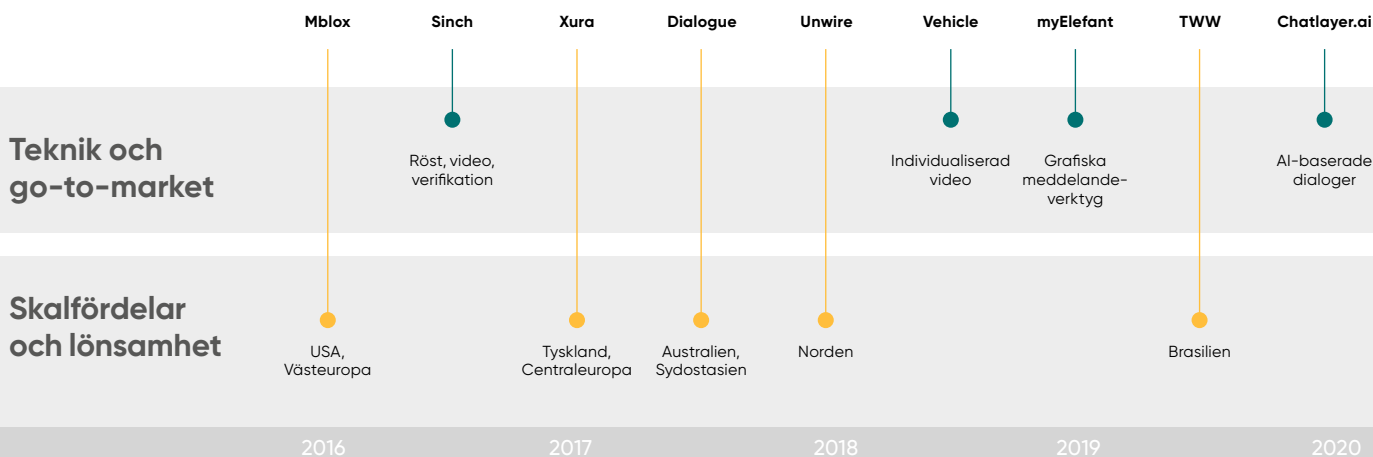 Mblox Sinch Xura Dialogue Unwire Vehicle myElefant TWW Chatlayer.ai
Teknik och
go-to-market
Röst, video,
verifikation
Individualiserad
video
Grafiska
meddelande-
verktyg
AI-baserade
dialoger
Skalfördelar
och lönsamhet
USA,
Västeuropa
Tyskland,
Centraleuropa
Australien,
Sydostasien
Norden
Brasilien
2016 2017 2018 2019 2020